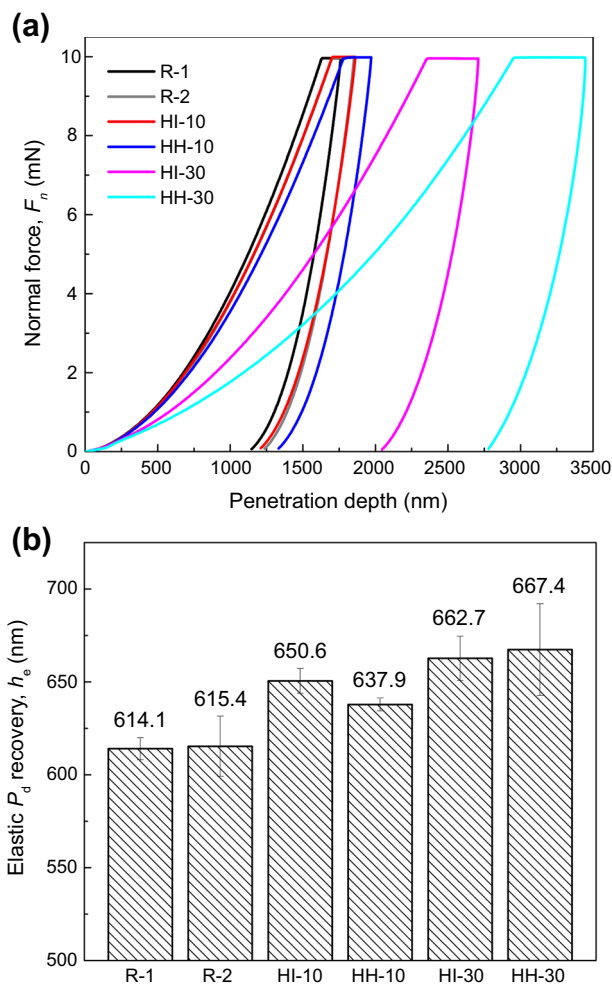 (a)
R-1
R-2
HI-10
HH-10
HI-30
HH-30
Normal force, Fn (mN)
10
8
6
4
2
0
0 500 1000 1500 2000 2500 3000 3500
Penetration depth (nm)
(b)
Elastic Pd recovery, he (nm)
700
650
600
550
500
614.1
615.4
650.6
637.9
662.7
667.4
R-1 R-2 HI-10 HH-10 HI-30 HH-30